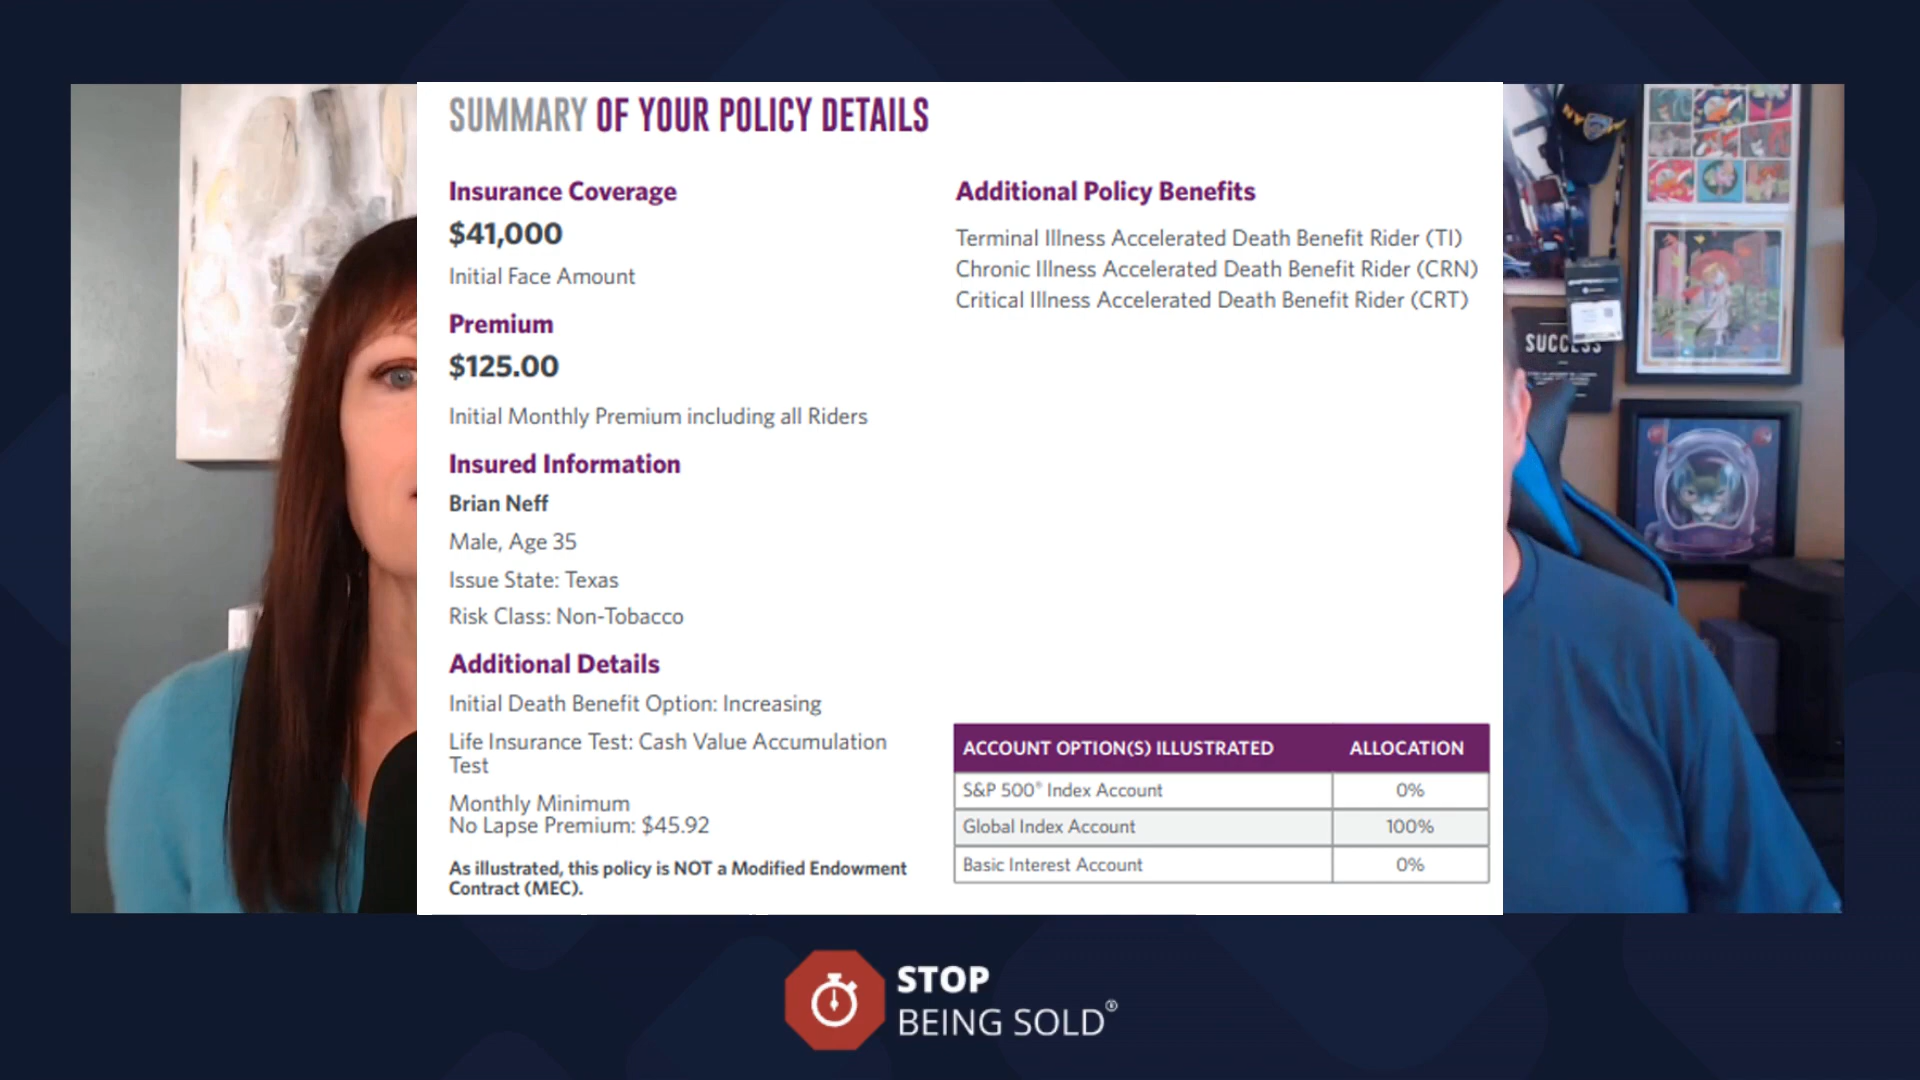 SUMMARY OF YOUR POLICY DETAILS
Insurance Coverage
$41,000
Initial Face Amount
Premium
$125.00
Initial Monthly Premium including all Riders
Insured Information
Brian Neff
Male, Age 35
Issue State: Texas
Risk Class: Non-Tobacco
Additional Details
Initial Death Benefit Option: Increasing
Life Insurance Test: Cash Value Accumulation
Test
Monthly Minimum
No Lapse Premium: $45.92
As illustrated, this policy is NOT a Modified Endowment
Contract (MEC).
Additional Policy Benefits
Terminal Illness Accelerated Death Benefit Rider (TI)
Chronic Illness Accelerated Death Benefit Rider (CRN)
Critical Illness Accelerated Death Benefit Rider (CRT)
ACCOUNT OPTION(S) ILLUSTRATED ALLOCATION
S&P 500® Index Account 0%
Global Index Account 100%
Basic Interest Account 0%
SUCCESS
STOP
BEING SOLD®